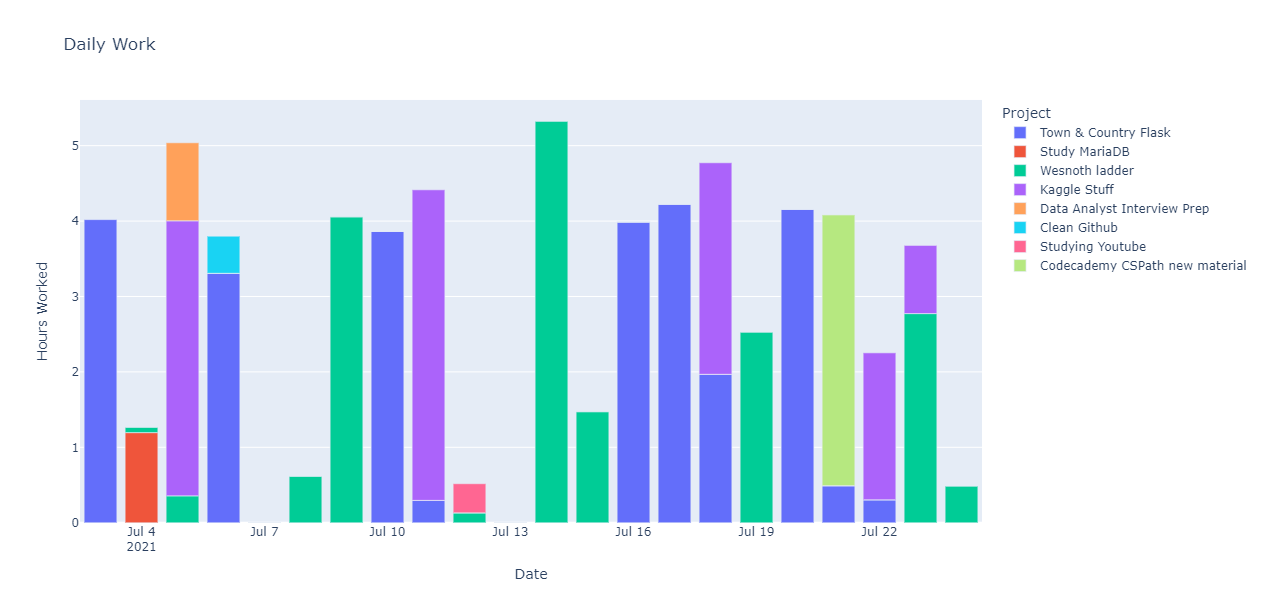 Daily Work
Project
Town & Country Flask
Study MariaDB
Wesnoth ladder
Kaggle Stuff
Data Analyst Interview Prep
Clean Github
Studying Youtube
Codecademy CSPath new material
Hours Worked
5
4
3
2
1
0
Jul 4
2021
Jul 7
Jul 10
Jul 13
Jul 16
Jul 19
Jul 22
Date